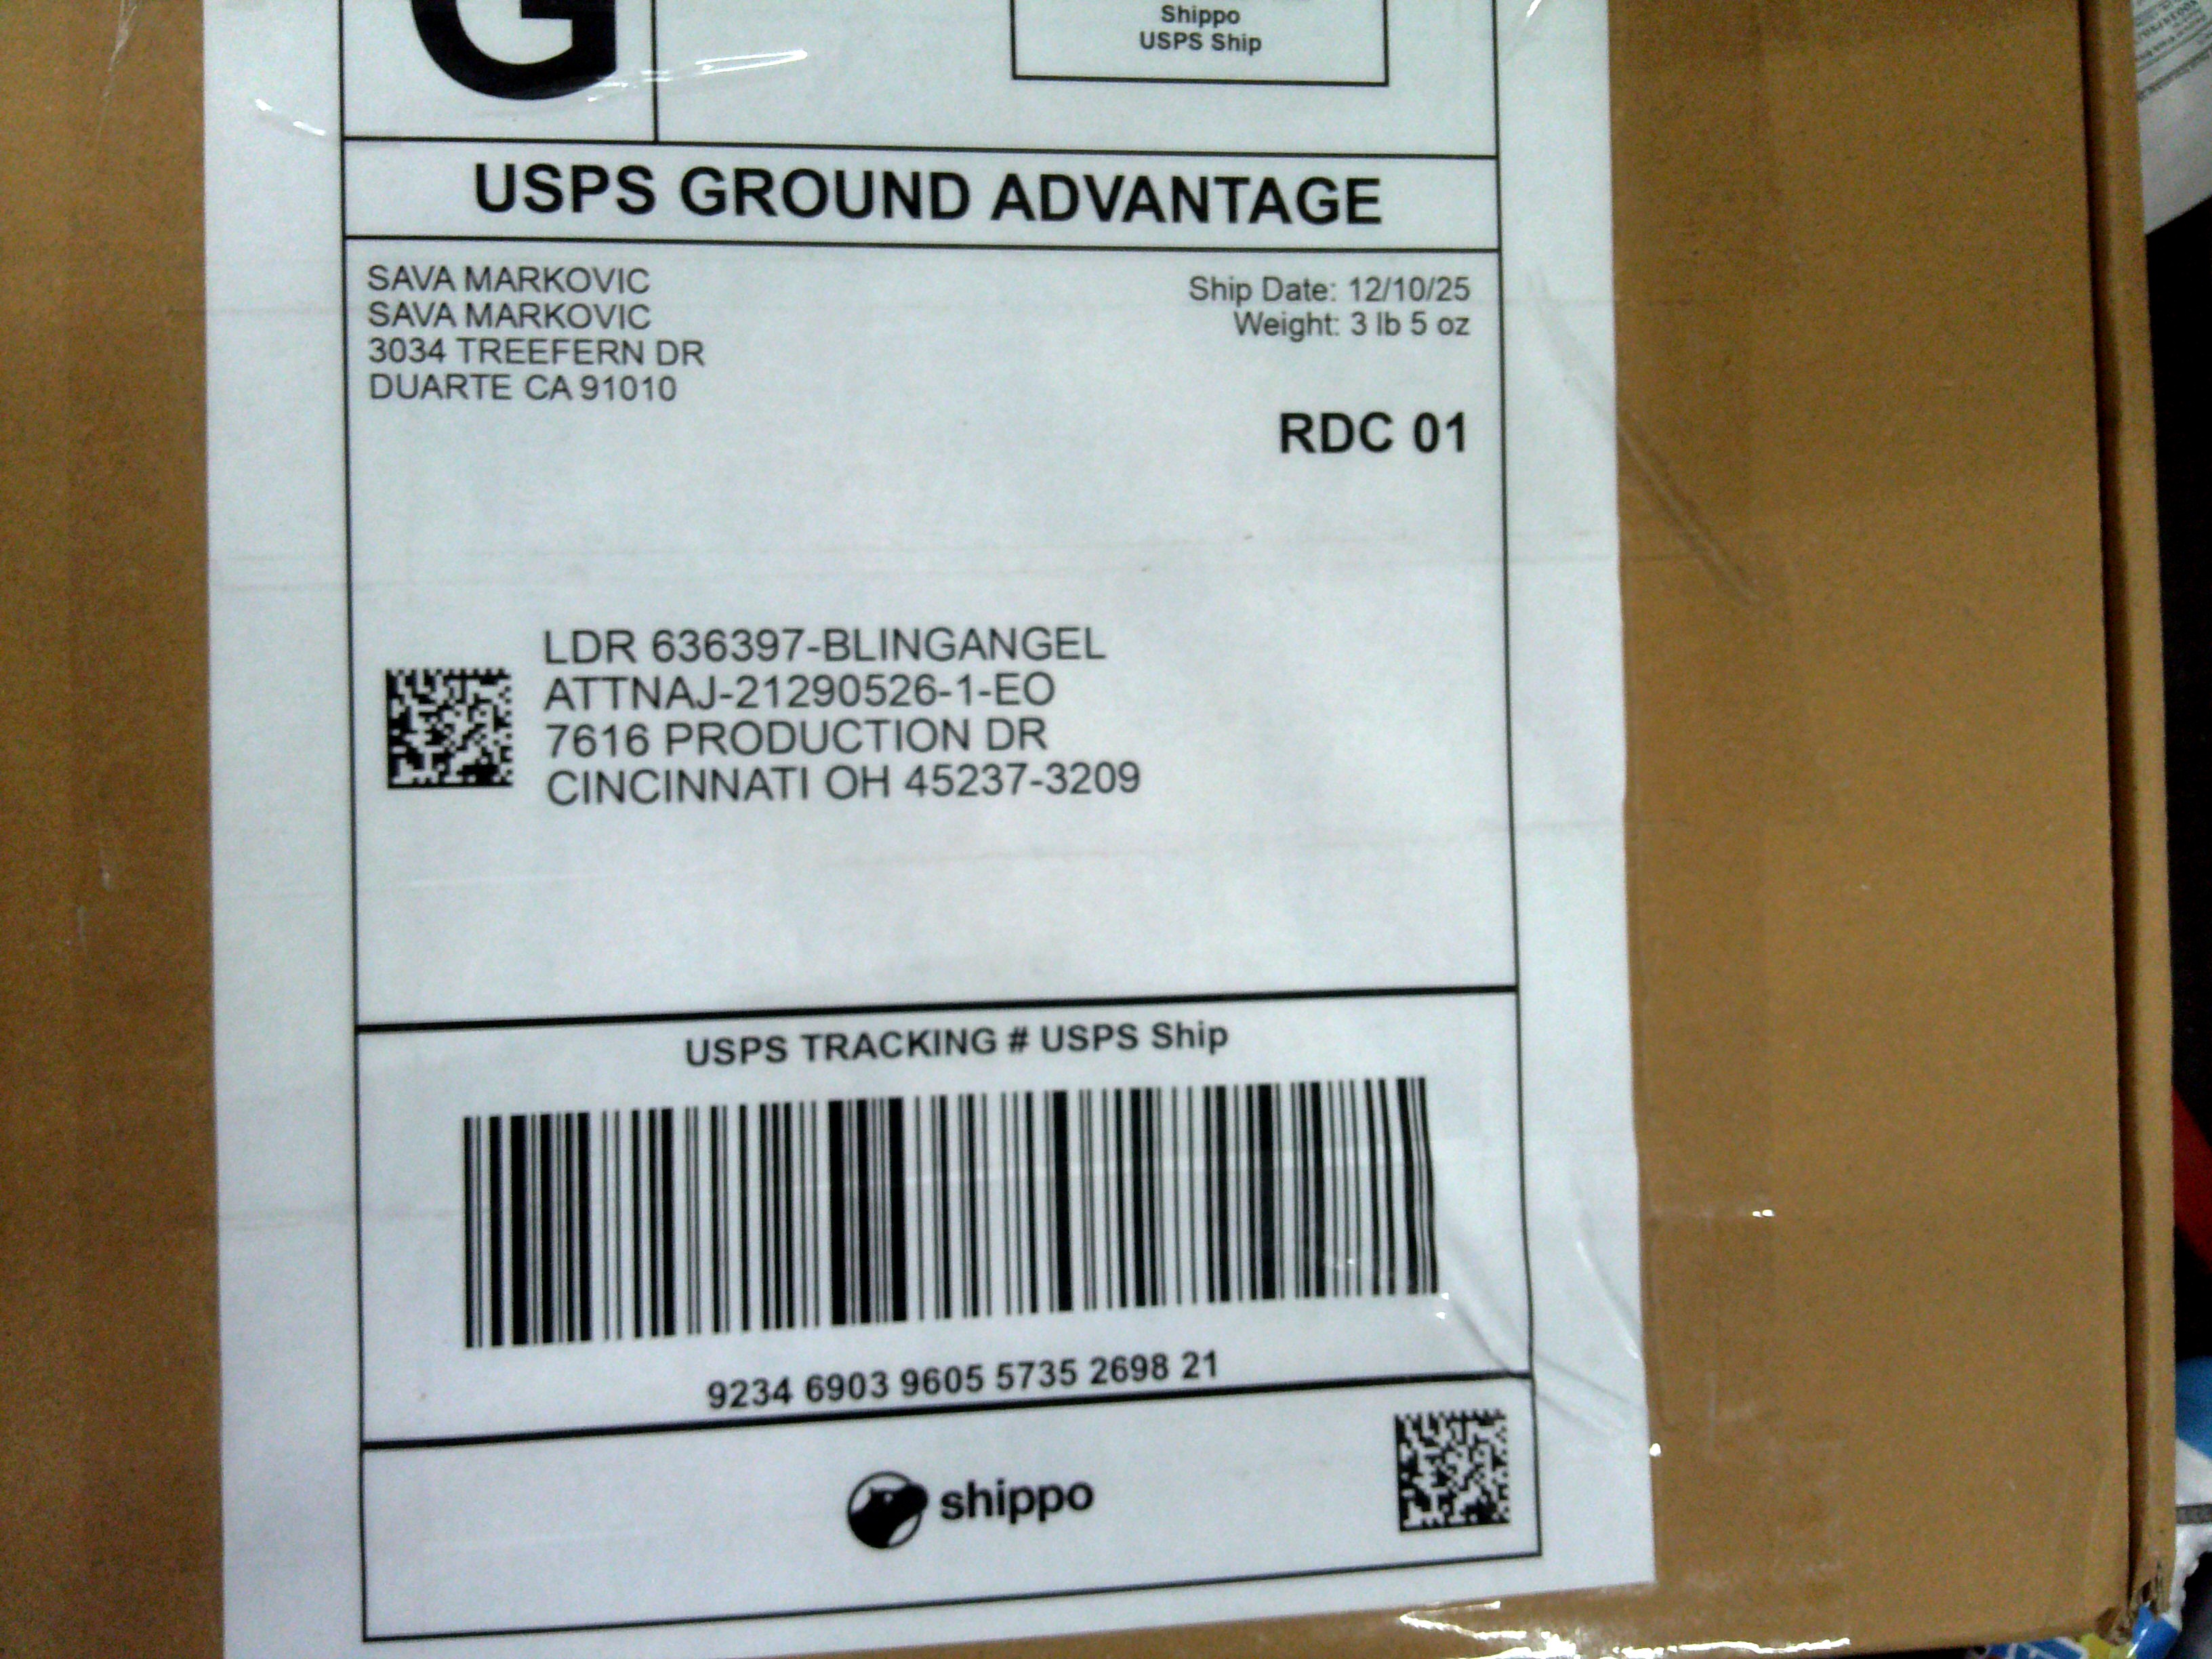 G
Shippo
USPS Ship
USPS GROUND ADVANTAGE
SAVA MARKOVIC
SAVA MARKOVIC
3034 TREEFERN DR
DUARTE CA 91010
Ship Date: 12/10/25
Weight: 3 lb 5 oz
RDC 01
LDR 636397-BLINGANGEL
ATTNAJ-21290526-1-EO
7616 PRODUCTION DR
CINCINNATI OH 45237-3209
USPS TRACKING # USPS Ship
9234 6903 9605 5735 2698 21
shippo